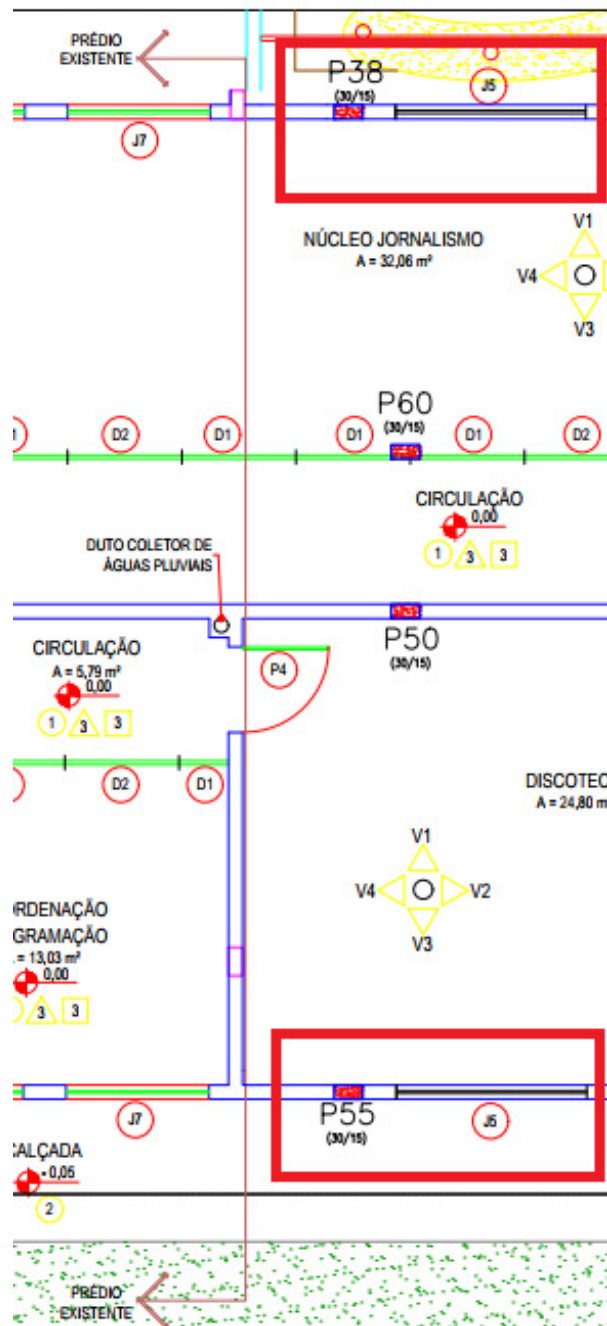 PRÉDIO
EXISTENTE
P38
(30/15)
J5
J7
NÚCLEO JORNALISMO
A = 32,06 m²
V1
V4
V3
P60
(30/15)
D2
D1
D1
D1
D2
CIRCULAÇÃO
0,00
1 3 3
DUTO COLETOR DE
ÁGUAS PLUVIAIS
P50
(30/15)
CIRCULAÇÃO
A = 5,79 m²
0,00
1 3 3
P4
D2
D1
DISCOTEC
A = 24,80 m
V1
V4
V2
V3
RDENAÇÃO
GRAMAÇÃO
= 13,03 m²
0,00
3 3
J7
P55
(30/15)
J5
ALÇADA
- 0,05
2
PRÉDIO
EXISTENTE